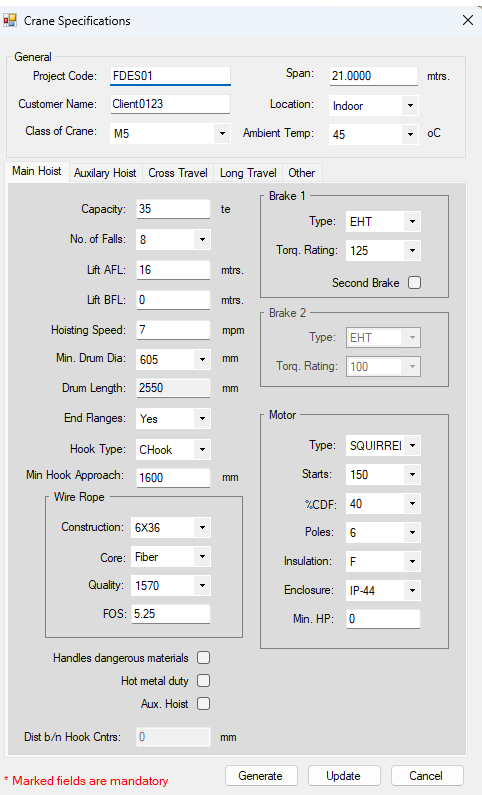 Crane Specifications
General
Project Code: FDES01 Span: 21.0000 mtrs.
Customer Name: Client0123 Location: Indoor
Class of Crane: M5 Ambient Temp: 45 oC
Main Hoist Auxilary Hoist Cross Travel Long Travel Other
Capacity: 35 te
No. of Falls: 8
Lift AFL: 16 mtrs.
Lift BFL: 0 mtrs.
Hoisting Speed: 7 mpm
Min. Drum Dia: 605 mm
Drum Length: 2550 mm
End Flanges: Yes
Hook Type: CHook
Min Hook Approach: 1600 mm
Wire Rope
Construction: 6X36
Core: Fiber
Quality: 1570
FOS: 5.25
Handles dangerous materials
Hot metal duty
Aux. Hoist
Dist b/n Hook Cntrs: 0 mm
Brake 1
Type: EHT
Torq. Rating: 125
Second Brake
Brake 2
Type: EHT
Torq. Rating: 100
Motor
Type: SQUIRREI
Starts: 150
%CDF: 40
Poles: 6
Insulation: F
Enclosure: IP-44
Min. HP: 0
* Marked fields are mandatory
Generate Update Cancel